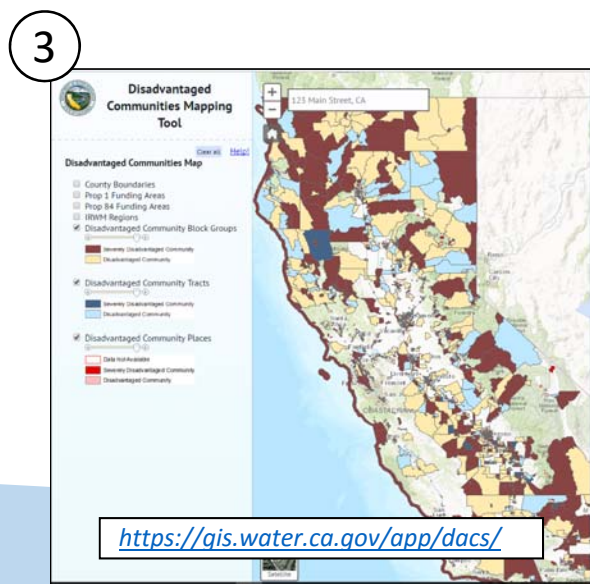 3
Disadvantaged
Communities Mapping
Tool
Clear all Help!
Disadvantaged Communities Map
County Boundaries
Prop 1 Funding Areas
Prop 84 Funding Areas
IRWM Regions
Disadvantaged Community Block Groups
Severely Disadvantaged Community
Disadvantaged Community
Disadvantaged Community Tracts
Severely Disadvantaged Community
Disadvantaged Community
Disadvantaged Community Places
Data Not Available
Severely Disadvantaged Community
Disadvantaged Community
+
−
123 Main Street, CA
https://gis.water.ca.gov/app/dacs/
Satellite